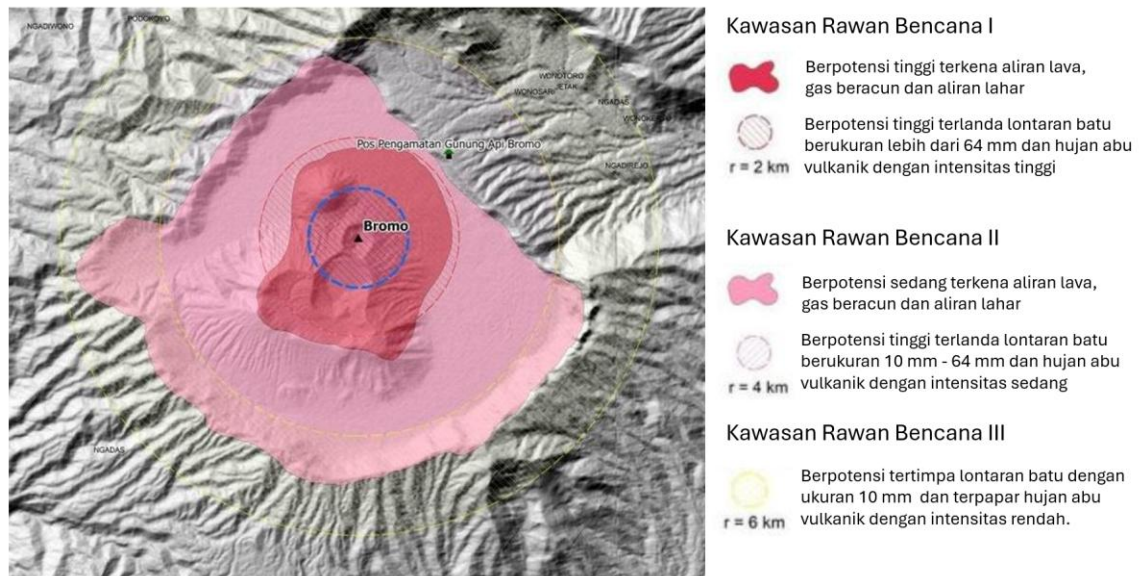 NGADIWONO
PODOKOYO
WONOTORO
JETAK
WONOSARI
NGADAS
Pos Pengamatan Gunung Api Bromo
NGADIREJO
Bromo
NGADAS
Kawasan Rawan Bencana I
Berpotensi tinggi terkena aliran lava,
gas beracun dan aliran lahar
Berpotensi tinggi terlanda lontaran batu
berukuran lebih dari 64 mm dan hujan abu
r = 2 km vulkanik dengan intensitas tinggi
Kawasan Rawan Bencana II
Berpotensi sedang terkena aliran lava,
gas beracun dan aliran lahar
Berpotensi tinggi terlanda lontaran batu
berukuran 10 mm - 64 mm dan hujan abu
r = 4 km vulkanik dengan intensitas sedang
Kawasan Rawan Bencana III
Berpotensi tertimpa lontaran batu dengan
ukuran 10 mm dan terpapar hujan abu
r = 6 km vulkanik dengan intensitas rendah.